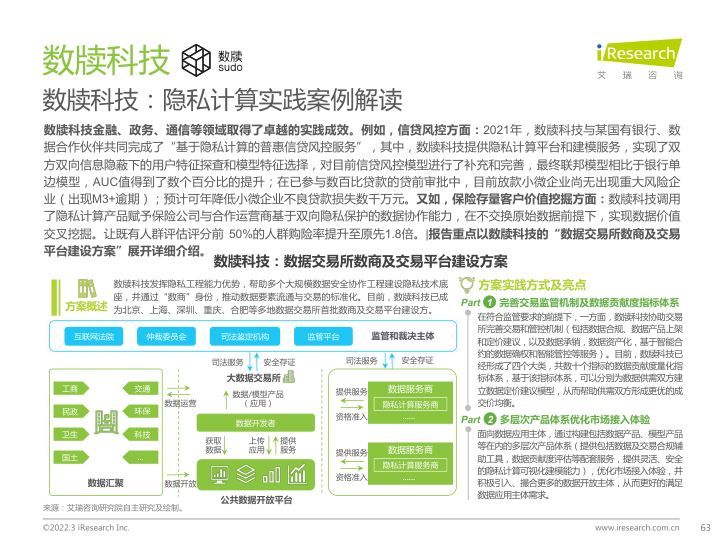 数牍科技
数牍
sudo
iResearch
艾 瑞 咨 询
数牍科技：隐私计算实践案例解读
数牍科技金融、政务、通信等领域取得了卓越的实践成效。例如，信贷风控方面：2021年，数牍科技与某国有银行、数
据合作伙伴共同完成了“基于隐私计算的普惠信贷风控服务”，其中，数牍科技提供隐私计算平台和建模服务，实现了双
方双向信息隐蔽下的用户特征探查和模型特征选择，对目前信贷风控模型进行了补充和完善，最终联邦模型相比于银行单
边模型，AUC值得到了数个百分比的提升；在已参与数百比贷款的贷前审批中，目前放款小微企业尚无出现重大风险企
业（出现M3+逾期）；预计可年降低小微企业不良贷款损失数千万元。又如，保险存量客户价值挖掘方面：数牍科技调用
了隐私计算产品赋予保险公司与合作运营商基于双向隐私保护的数据协作能力，在不交换原始数据前提下，实现数据价值
交叉挖掘。让既有人群评估评分前 50%的人群购险率提升至原先1.8倍。|报告重点以数牍科技的“数据交易所数商及交易
平台建设方案”展开详细介绍。
数牍科技：数据交易所数商及交易平台建设方案
方案概述
数牍科技发挥隐私工程能力优势，帮助多个大规模数据安全协作工程建设隐私技术底
座，并通过“数商”身份，推动数据要素流通与交易的标准化。目前，数牍科技已成
为北京、上海、深圳、重庆、合肥等多地数据交易所首批数商及交易平台建设方。
互联网法院
仲裁委员会
司法鉴定机构
监管平台
监管和裁决主体
司法服务
安全存证
司法服务
安全存证
大数据交易所
工商
交通
民政
环保
卫生
科技
国土
...
数据汇聚
数据运营
数据开放
数据/模型产品
（应用）
数据开发者
获取
数据
上传
应用
提供
服务
公共数据开放平台
提供服务
资格准入
数据服务商
隐私计算服务商
......
提供服务
资格准入
数据服务商
隐私计算服务商
......
方案实践方式及亮点
Part 1 完善交易监管机制及数据贡献度指标体系
在符合监管要求的前提下，一方面，数牍科技协助交易
所完善交易和管控机制（包括数据合规、数据产品上架
和定价建议，以及数据承销，数据资产化，基于智能合
约的数据确权和智能管控等服务）。目前，数牍科技已
经形成了四个大类，共数十个指标的数据贡献度量化指
标体系，基于该指标体系，可以分别为数据供需双方建
立数据定价建议模型，从而帮助供需双方形成更优的成
交价均衡。
Part 2 多层次产品体系优化市场接入体验
面向数据应用主体，通过构建包括数据产品、模型产品
等在内的多层次产品体系（提供包括数据及交易合规辅
助工具，数据贡献度评估等配套服务，提供灵活、安全
的隐私计算可视化建模能力），优化市场接入体验，并
积极引入、撮合更多的数据开放主体，从而更好的满足
数据应用主体需求。
来源：艾瑞咨询研究院自主研究及绘制。
©2022.3 iResearch Inc.
www.iresearch.com.cn
63